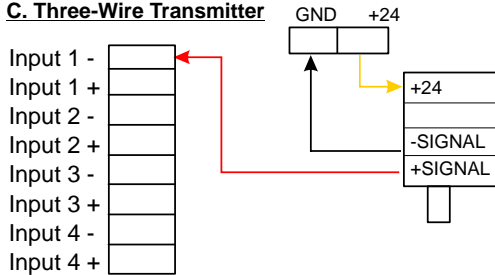 C. Three-Wire Transmitter
GND +24
Input 1 -
Input 1 +
Input 2 -
Input 2 +
Input 3 -
Input 3 +
Input 4 -
Input 4 +
+24
-SIGNAL
+SIGNAL